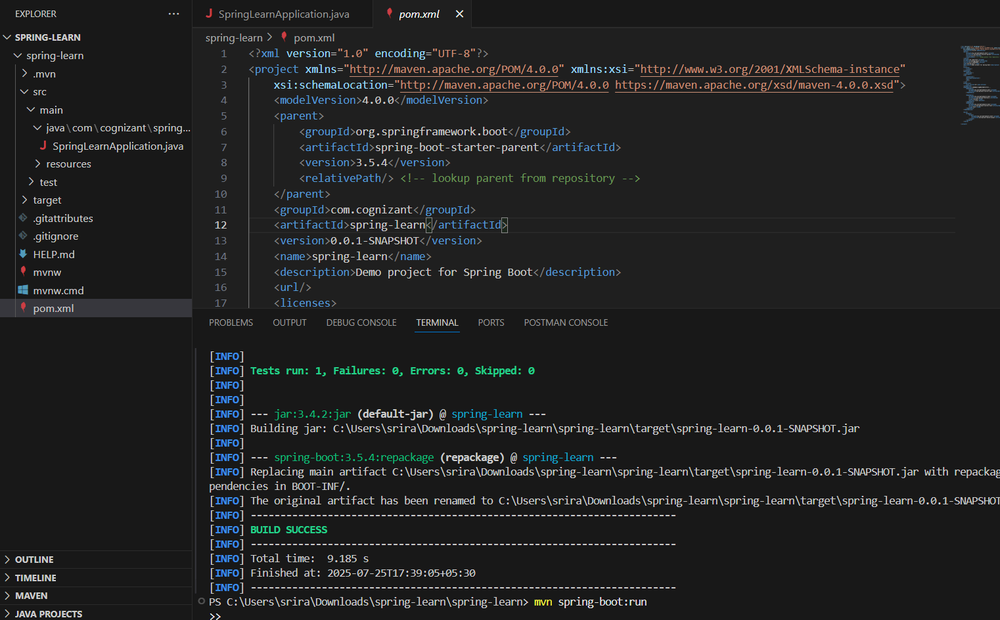 EXPLORER
SPRING-LEARN
spring-learn
.mvn
src
main
java\com\cognizant\spring...
SpringLearnApplication.java
resources
test
target
.gitattributes
.gitignore
HELP.md
mvnw
mvnw.cmd
pom.xml
OUTLINE
TIMELINE
MAVEN
JAVA PROJECTS
SpringLearnApplication.java
pom.xml
spring-learn > pom.xml
1 <?xml version="1.0" encoding="UTF-8"?>
2 <project xmlns="http://maven.apache.org/POM/4.0.0" xmlns:xsi="http://www.w3.org/2001/XMLSchema-instance"
3 xsi:schemaLocation="http://maven.apache.org/POM/4.0.0 https://maven.apache.org/xsd/maven-4.0.0.xsd">
4 <modelVersion>4.0.0</modelVersion>
5 <parent>
6 <groupId>org.springframework.boot</groupId>
7 <artifactId>spring-boot-starter-parent</artifactId>
8 <version>3.5.4</version>
9 <relativePath/> <!-- lookup parent from repository -->
10 </parent>
11 <groupId>com.cognizant</groupId>
12 <artifactId>spring-learn</artifactId>
13 <version>0.0.1-SNAPSHOT</version>
14 <name>spring-learn</name>
15 <description>Demo project for Spring Boot</description>
16 <url/>
17 <licenses>
PROBLEMS OUTPUT DEBUG CONSOLE TERMINAL PORTS POSTMAN CONSOLE
[INFO]
[INFO] Tests run: 1, Failures: 0, Errors: 0, Skipped: 0
[INFO]
[INFO]
[INFO] --- jar:3.4.2:jar (default-jar) @ spring-learn ---
[INFO] Building jar: C:\Users\srira\Downloads\spring-learn\spring-learn\target\spring-learn-0.0.1-SNAPSHOT.jar
[INFO]
[INFO] --- spring-boot:3.5.4:repackage (repackage) @ spring-learn ---
[INFO] Replacing main artifact C:\Users\srira\Downloads\spring-learn\spring-learn\target\spring-learn-0.0.1-SNAPSHOT.jar with repackag
pendencies in BOOT-INF/.
[INFO] The original artifact has been renamed to C:\Users\srira\Downloads\spring-learn\spring-learn\target\spring-learn-0.0.1-SNAPSHOT
[INFO] ------------------------------------------------------------------------
[INFO] BUILD SUCCESS
[INFO] ------------------------------------------------------------------------
[INFO] Total time:  9.185 s
[INFO] Finished at: 2025-07-25T17:39:05+05:30
[INFO] ------------------------------------------------------------------------
PS C:\Users\srira\Downloads\spring-learn\spring-learn> mvn spring-boot:run
>>